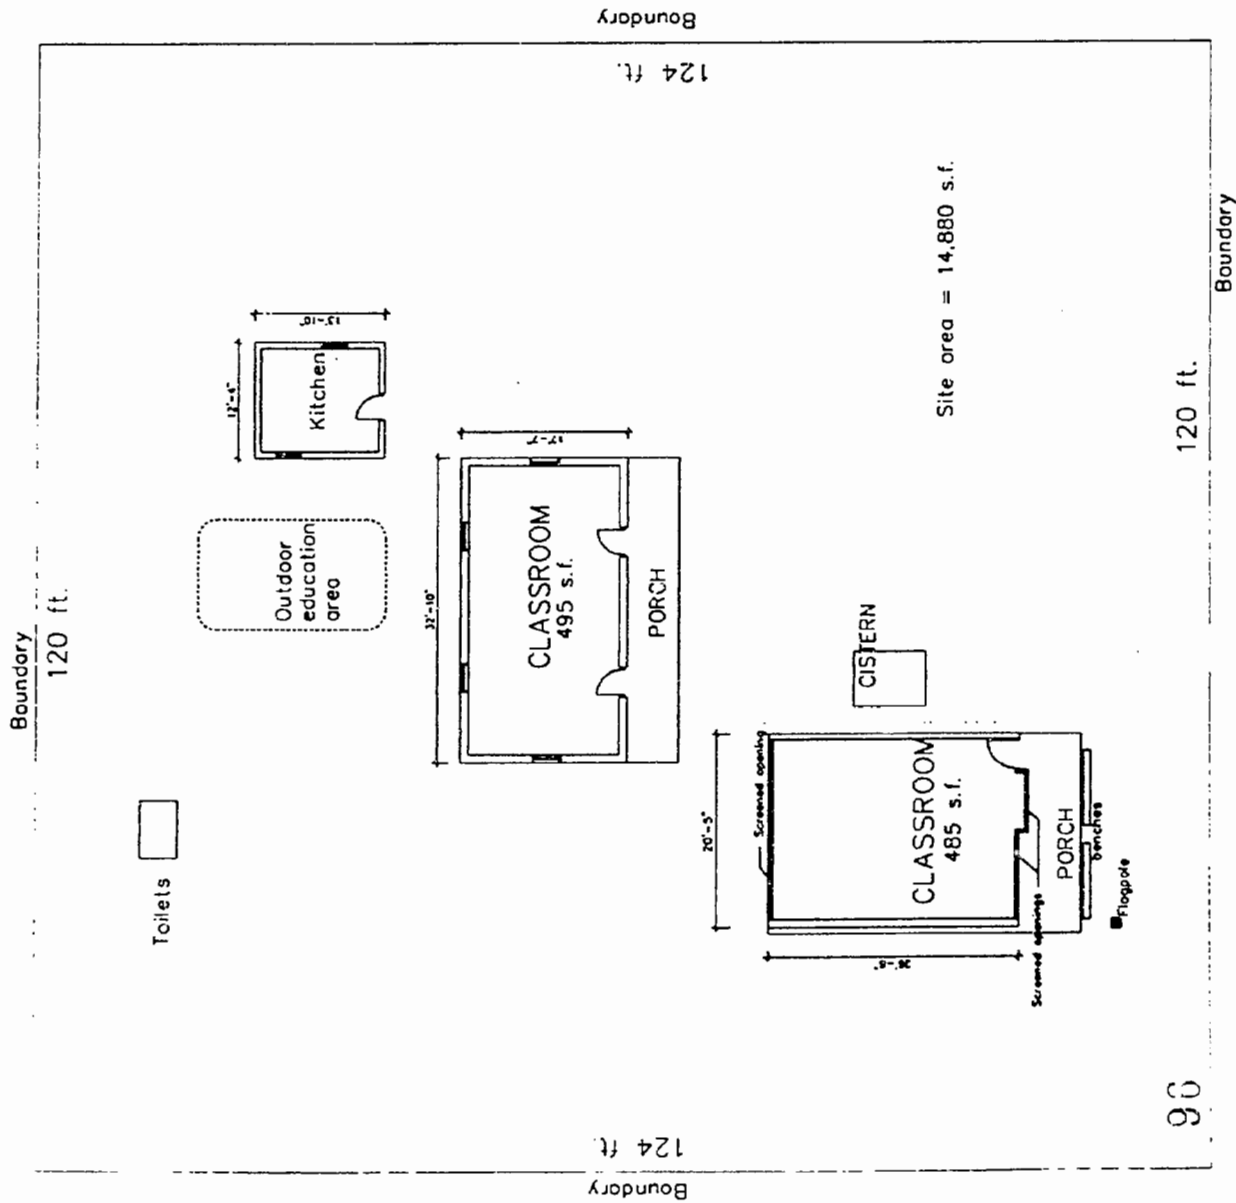 Boundary
124 ft.
Boundary
120 ft.
Toilets
Outdoor
education
area
12'-4"
13'-10"
Kitchen
32'-10"
17'-7"
CLASSROOM
495 s.f.
PORCH
CISTERN
Site area = 14,880 s.f.
20'-5"
Screened opening
CLASSROOM
485 s.f.
PORCH
benches
Screened openings
Flagpole
120 ft.
Boundary
124 ft.
Boundary
96